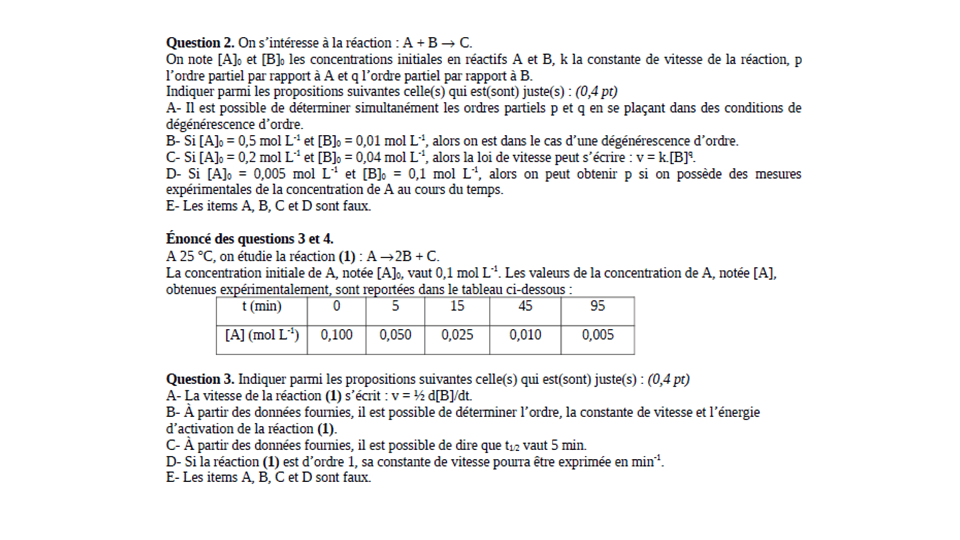 Question 2. On s'intéresse à la réaction : A + B → C.
On note [A]₀ et [B]₀ les concentrations initiales en réactifs A et B, k la constante de vitesse de la réaction, p
l'ordre partiel par rapport à A et q l'ordre partiel par rapport à B.
Indiquer parmi les propositions suivantes celle(s) qui est(sont) juste(s) : (0,4 pt)
A- Il est possible de déterminer simultanément les ordres partiels p et q en se plaçant dans des conditions de
dégénérescence d'ordre.
B- Si [A]₀ = 0,5 mol L⁻¹ et [B]₀ = 0,01 mol L⁻¹, alors on est dans le cas d'une dégénérescence d'ordre.
C- Si [A]₀ = 0,2 mol L⁻¹ et [B]₀ = 0,04 mol L⁻¹, alors la loi de vitesse peut s'écrire : v = k.[B]^q.
D- Si [A]₀ = 0,005 mol L⁻¹ et [B]₀ = 0,1 mol L⁻¹, alors on peut obtenir p si on possède des mesures
expérimentales de la concentration de A au cours du temps.
E- Les items A, B, C et D sont faux.
Énoncé des questions 3 et 4.
A 25 °C, on étudie la réaction (1) : A →2B + C.
La concentration initiale de A, notée [A]₀, vaut 0,1 mol L⁻¹. Les valeurs de la concentration de A, notée [A],
obtenues expérimentalement, sont reportées dans le tableau ci-dessous :
t (min) 0 5 15 45 95
[A] (mol L⁻¹) 0,100 0,050 0,025 0,010 0,005
Question 3. Indiquer parmi les propositions suivantes celle(s) qui est(sont) juste(s) : (0,4 pt)
A- La vitesse de la réaction (1) s'écrit : v = ½ d[B]/dt.
B- À partir des données fournies, il est possible de déterminer l'ordre, la constante de vitesse et l'énergie
d'activation de la réaction (1).
C- À partir des données fournies, il est possible de dire que t₁/₂ vaut 5 min.
D- Si la réaction (1) est d'ordre 1, sa constante de vitesse pourra être exprimée en min⁻¹.
E- Les items A, B, C et D sont faux.